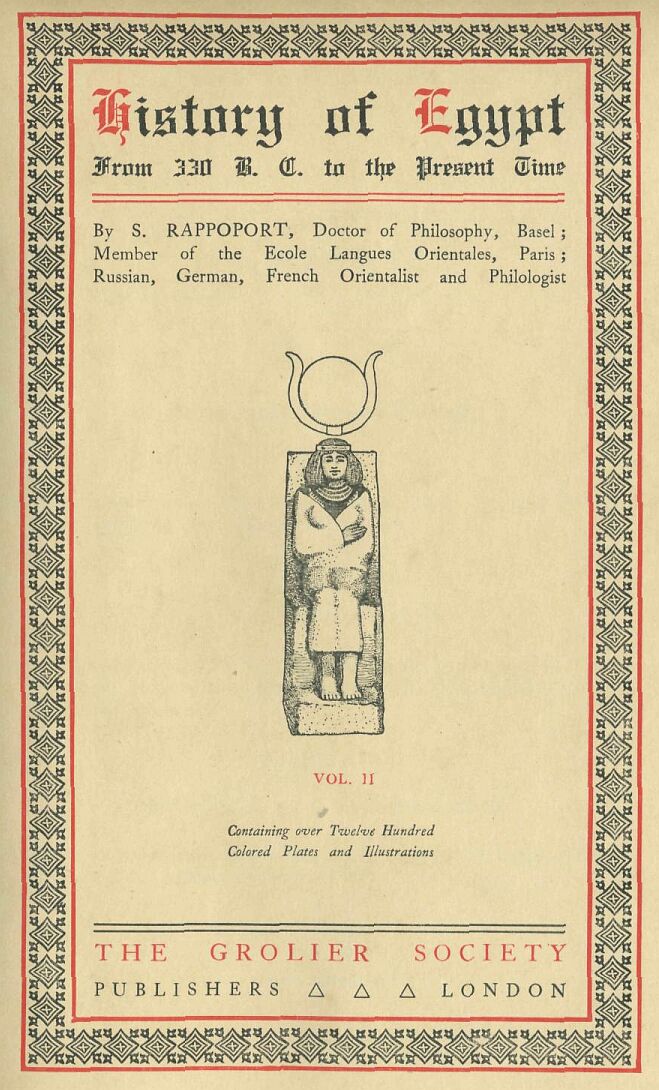 History of Egypt
From 330 B. C. to the Present Time
By S. RAPPOPORT, Doctor of Philosophy, Basel;
Member of the Ecole Langues Orientales, Paris;
Russian, German, French Orientalist and Philologist
VOL. II
Containing over Twelve Hundred
Colored Plates and Illustrations
THE GROLIER SOCIETY
PUBLISHERS △ △ △ LONDON